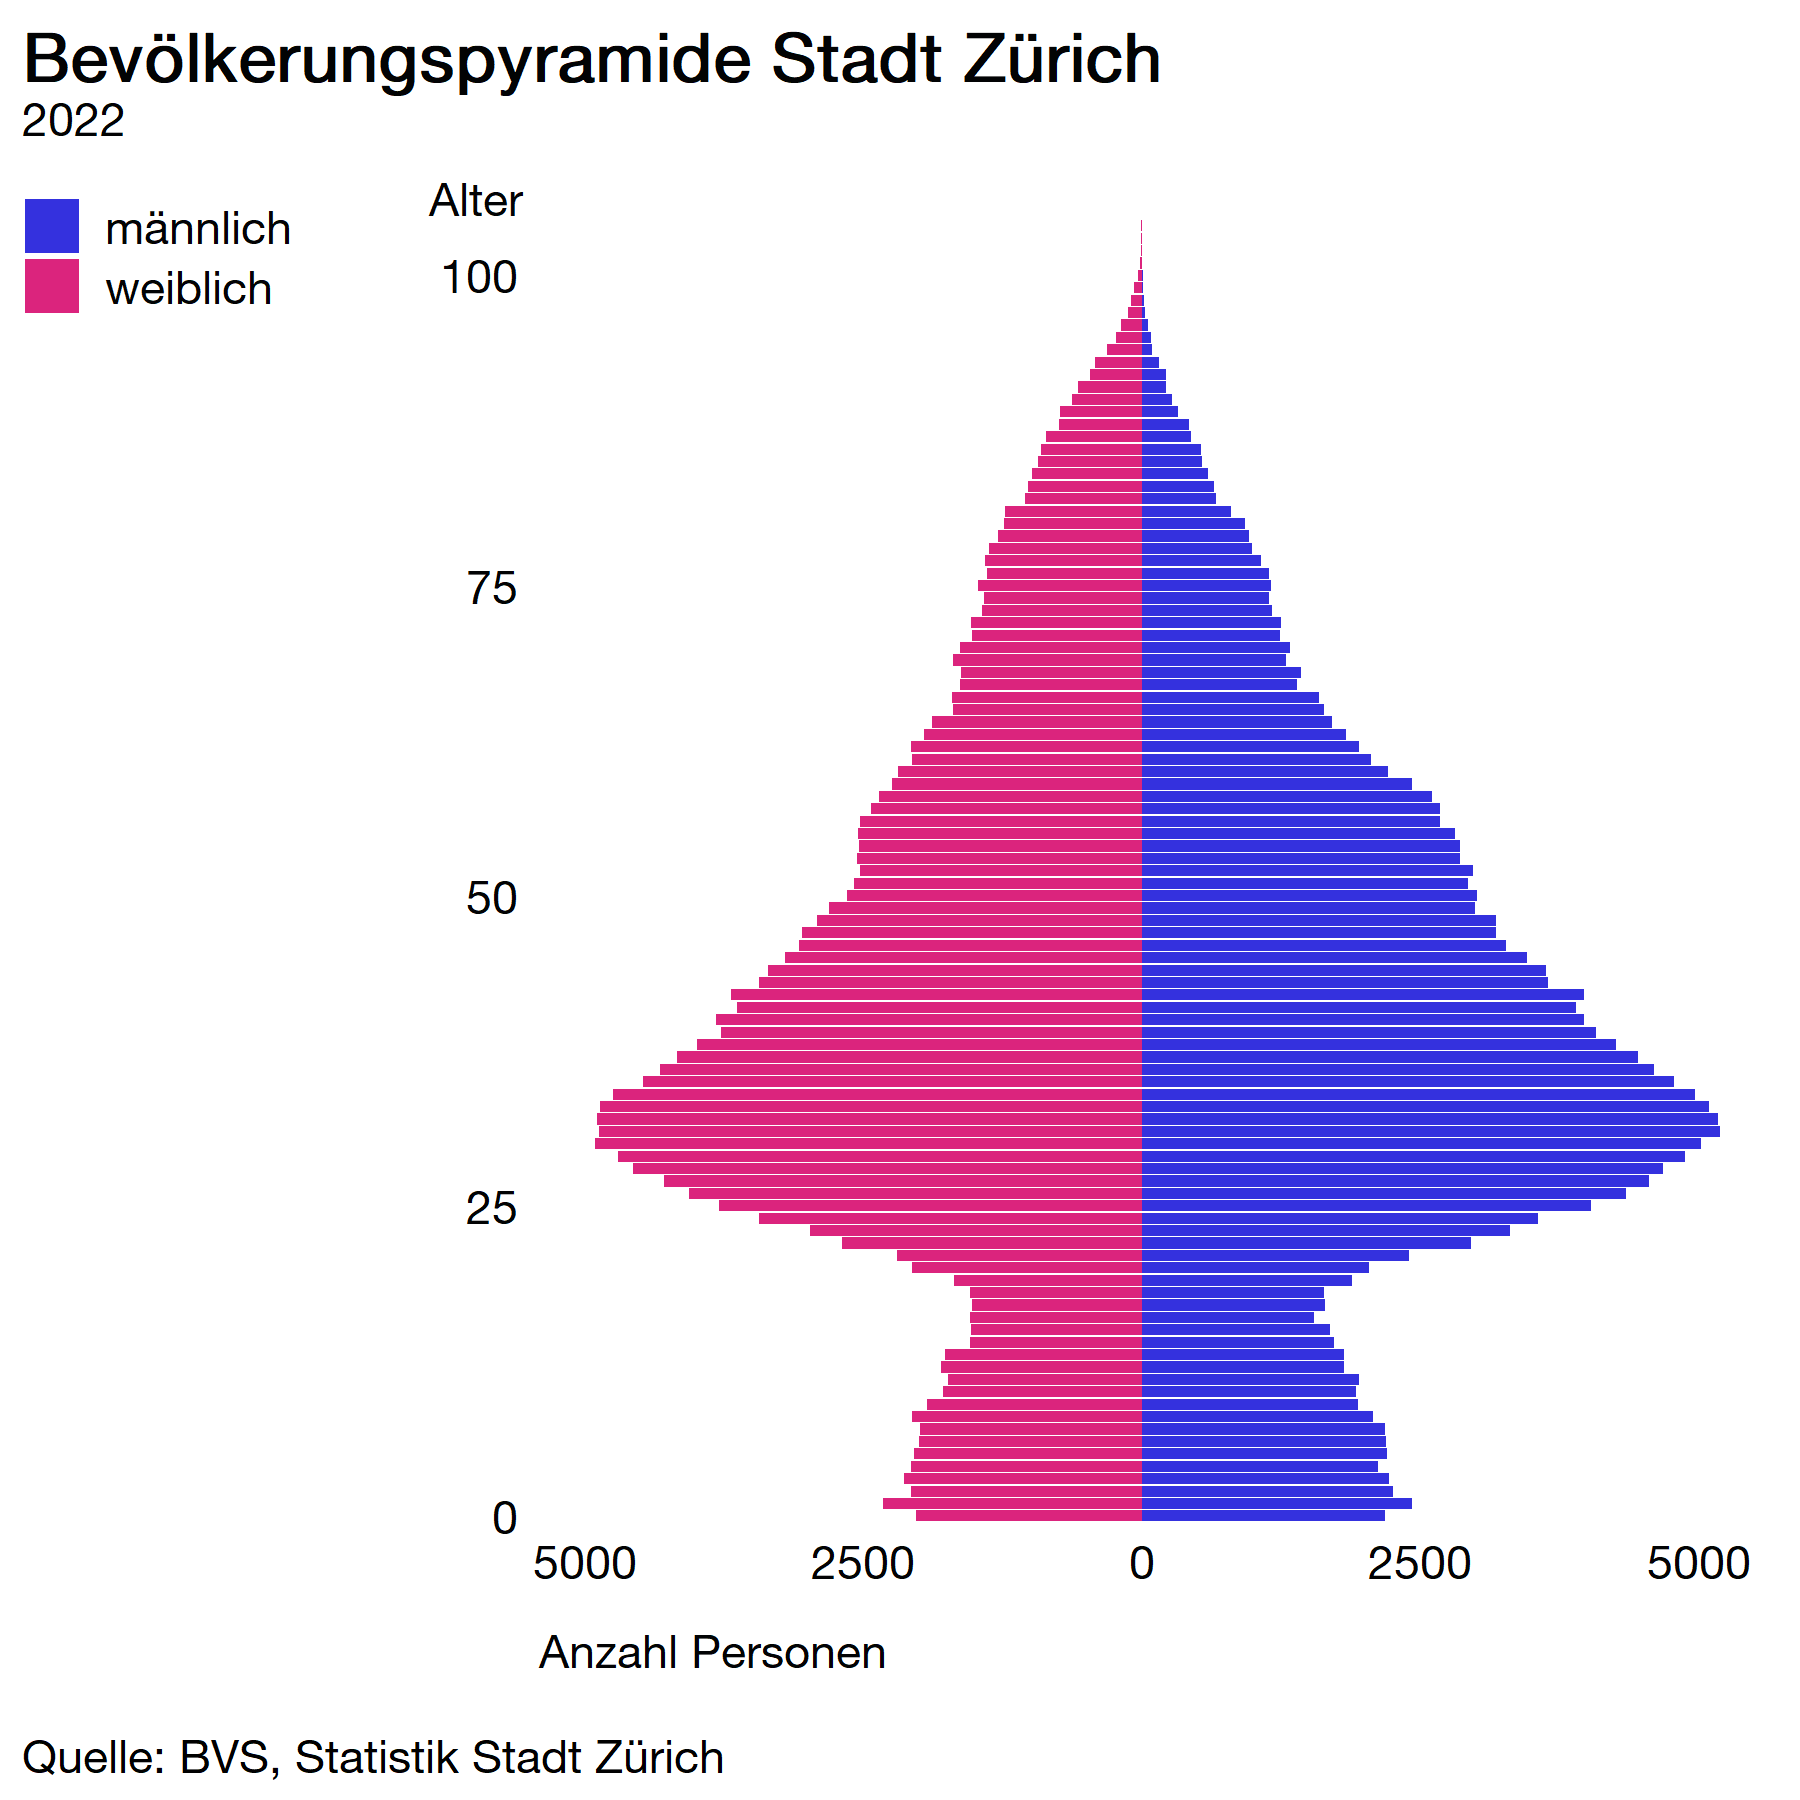 Bevölkerungspyramide Stadt Zürich
2022
männlich
weiblich
Alter
100
75
50
25
0
5000 2500 0 2500 5000
Anzahl Personen
Quelle: BVS, Statistik Stadt Zürich